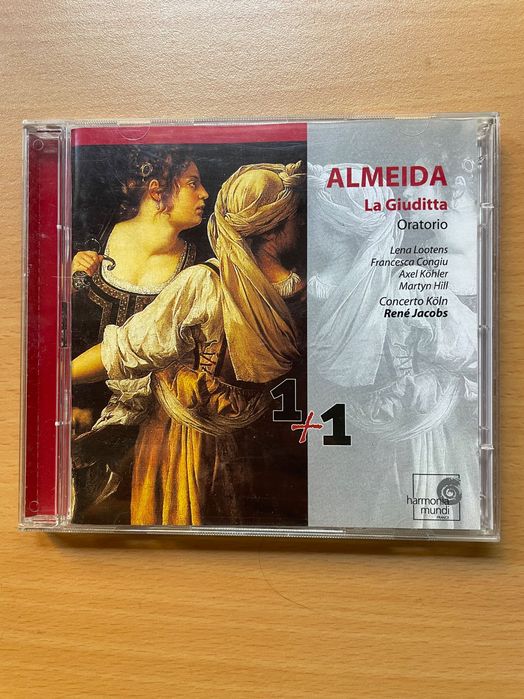 ALMEIDA
La Giuditta
Oratorio
Lena Lootens
Francesca Congiu
Axel Köhler
Martyn Hill
Concerto Köln
René Jacobs
1+1
harmonia
mundi
FRANCE